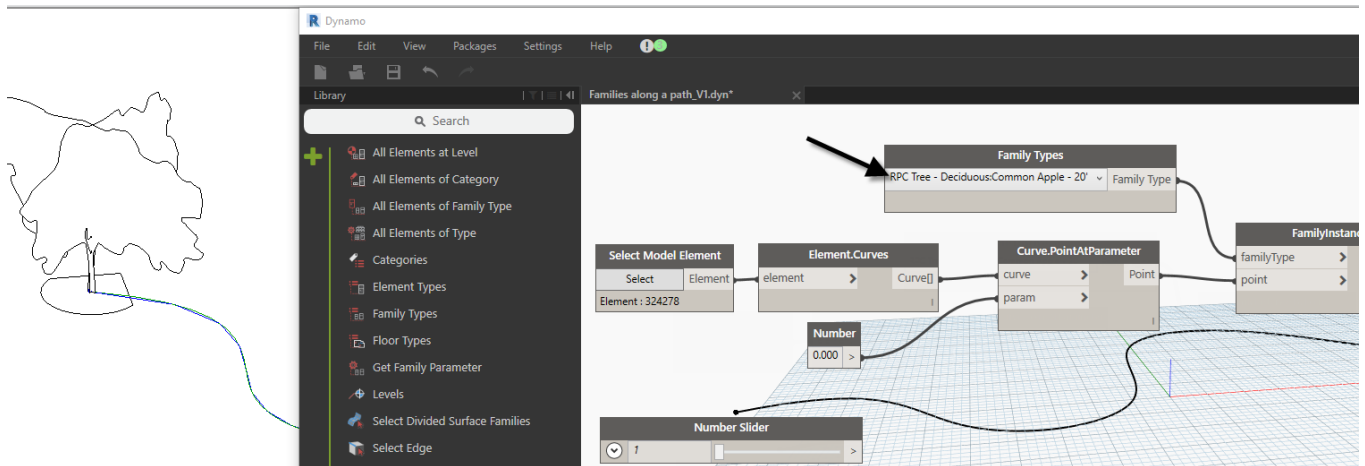 Dynamo
File Edit View Packages Settings Help
Library
Families along a path_V1.dyn*
Search
All Elements at Level
All Elements of Category
All Elements of Family Type
All Elements of Type
Categories
Element Types
Family Types
Floor Types
Get Family Parameter
Levels
Select Divided Surface Families
Select Edge
Family Types
RPC Tree - Deciduous:Common Apple - 20'
Family Type
Select Model Element
Select
Element
Element : 324278
Element.Curves
element > Curve[]
Number
0.000 >
Curve.PointAtParameter
curve > Point
param >
FamilyInstanc
familyType >
point >
Number Slider
1 >